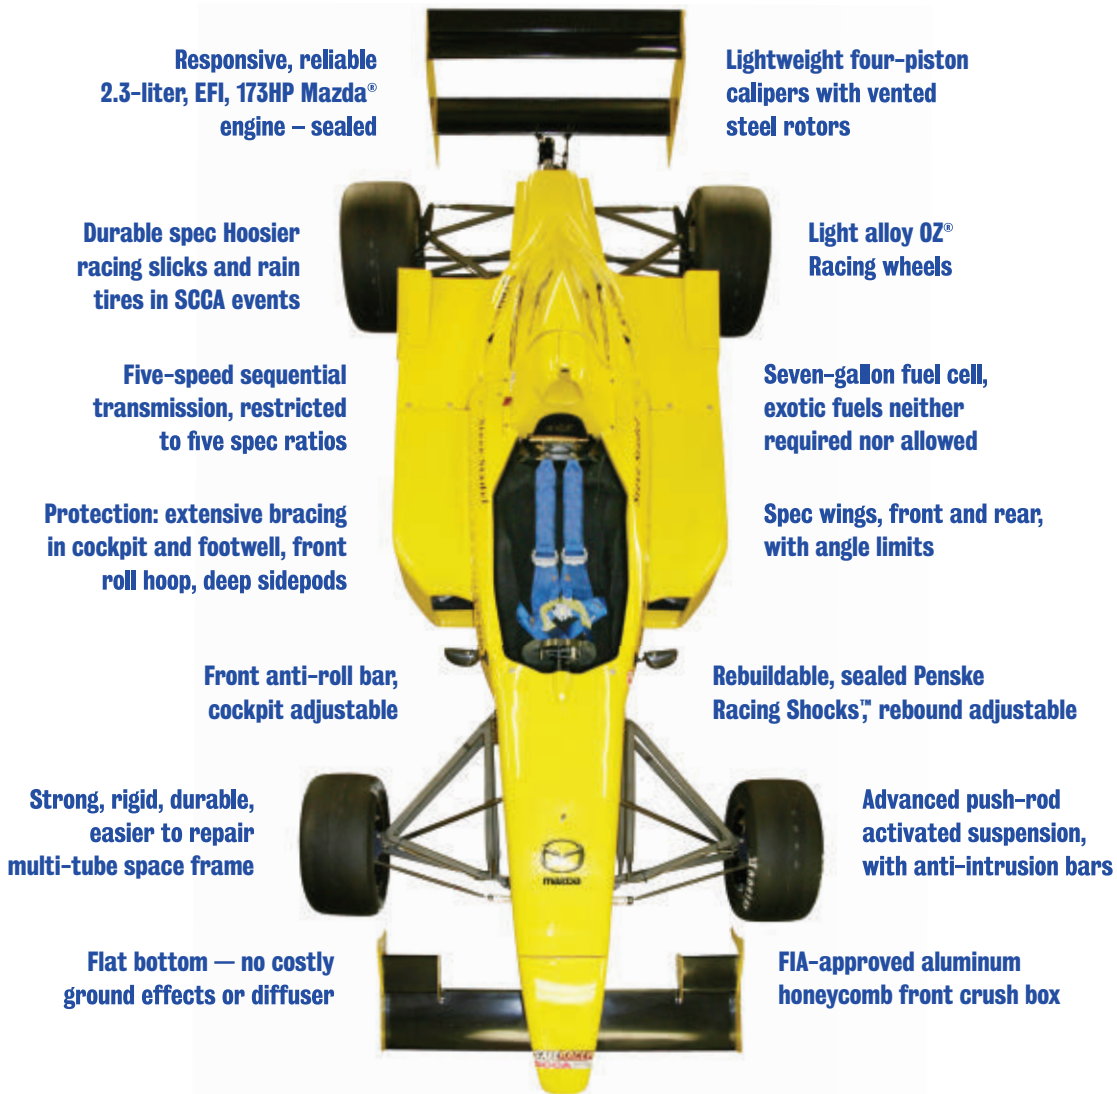 Responsive, reliable
2.3-liter, EFI, 173HP Mazda®
engine – sealed
Lightweight four-piston
calipers with vented
steel rotors
Durable spec Hoosier
racing slicks and rain
tires in SCCA events
Light alloy OZ®
Racing wheels
Five-speed sequential
transmission, restricted
to five spec ratios
Seven-gallon fuel cell,
exotic fuels neither
required nor allowed
Protection: extensive bracing
in cockpit and footwell, front
roll hoop, deep sidepods
Spec wings, front and rear,
with angle limits
Front anti-roll bar,
cockpit adjustable
Rebuildable, sealed Penske
Racing Shocks,™ rebound adjustable
Strong, rigid, durable,
easier to repair
multi-tube space frame
Advanced push-rod
activated suspension,
with anti-intrusion bars
mazda
Flat bottom — no costly
ground effects or diffuser
FIA-approved aluminum
honeycomb front crush box